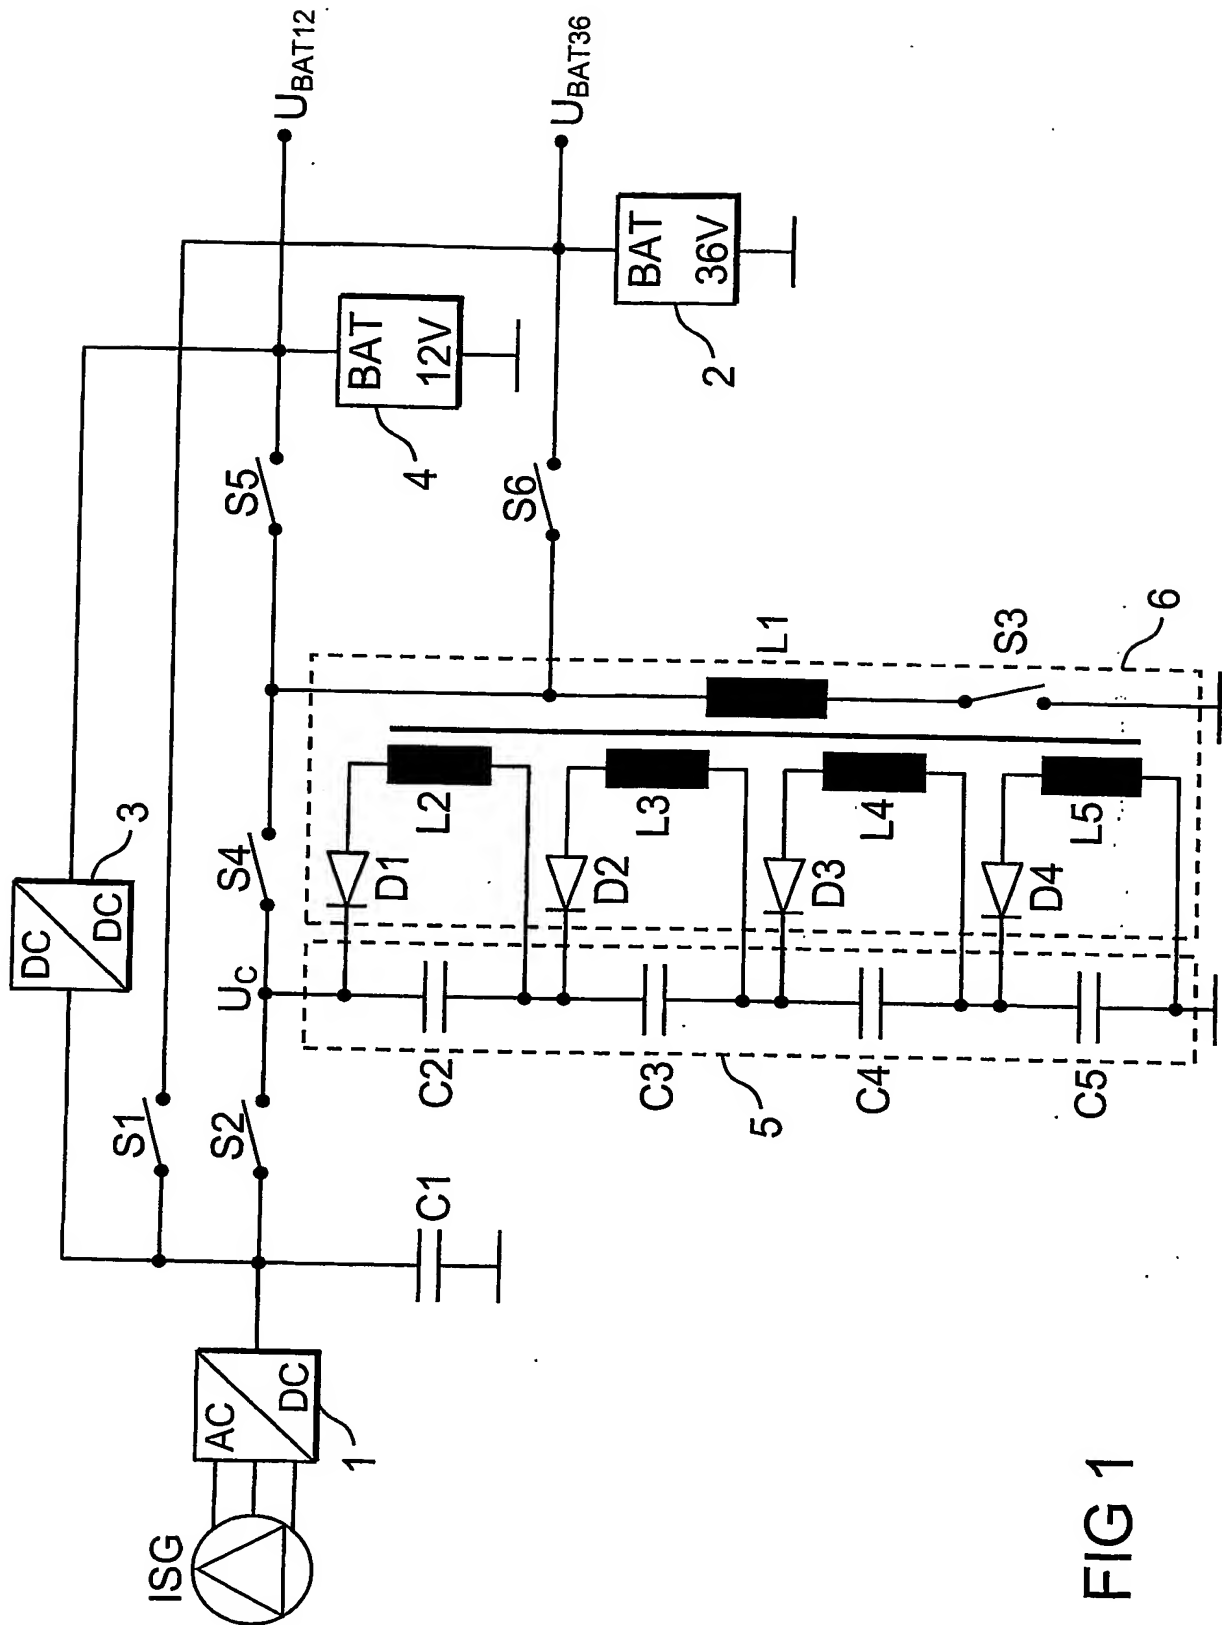 ISG
AC
DC
1
C1
S1
S2
DC
DC
3
U_C
S4
S5
S6
U_BAT12
U_BAT36
BAT
12V
4
BAT
36V
2
C2
C3
C4
C5
5
D1
D2
D3
D4
L2
L3
L4
L5
L1
S3
6
FIG 1